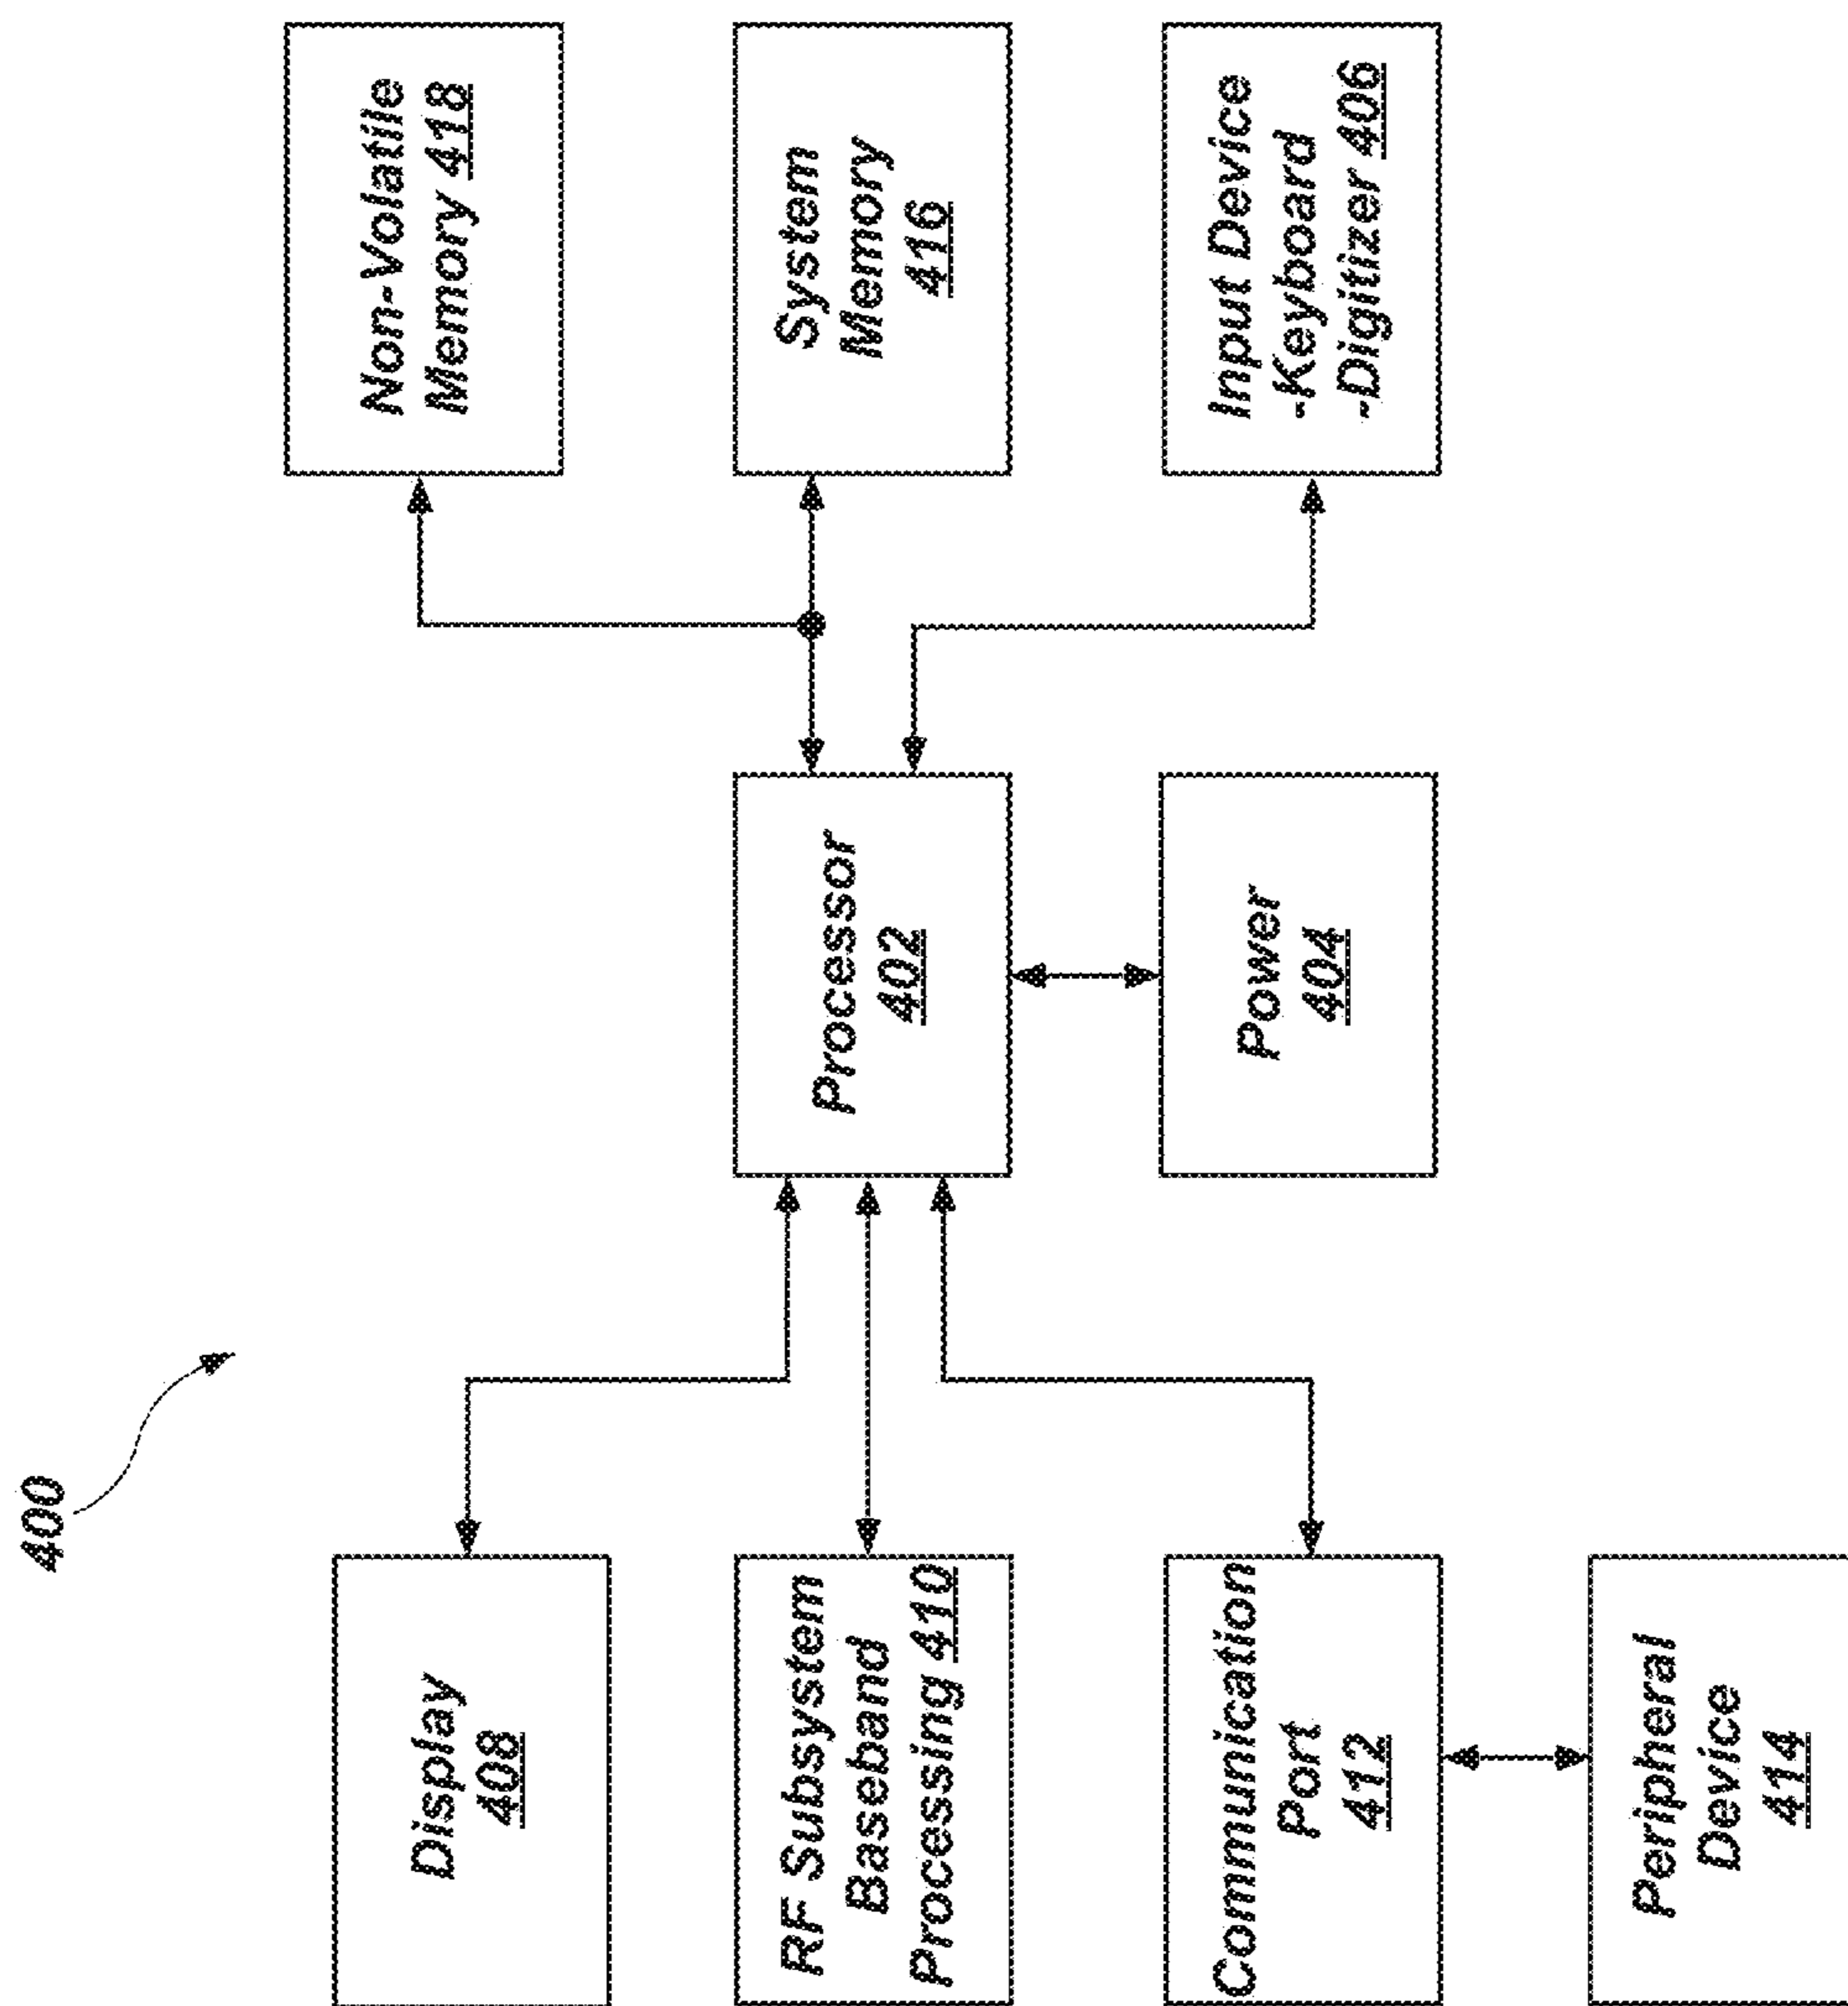 400
Display
408
RF Subsystem
Baseband
Processing 410
Communication
Port
412
Peripheral
Device
414
Processor
402
Power
404
Non-Volatile
Memory 418
System
Memory
416
Input Device
-Keyboard
-Digitizer 406